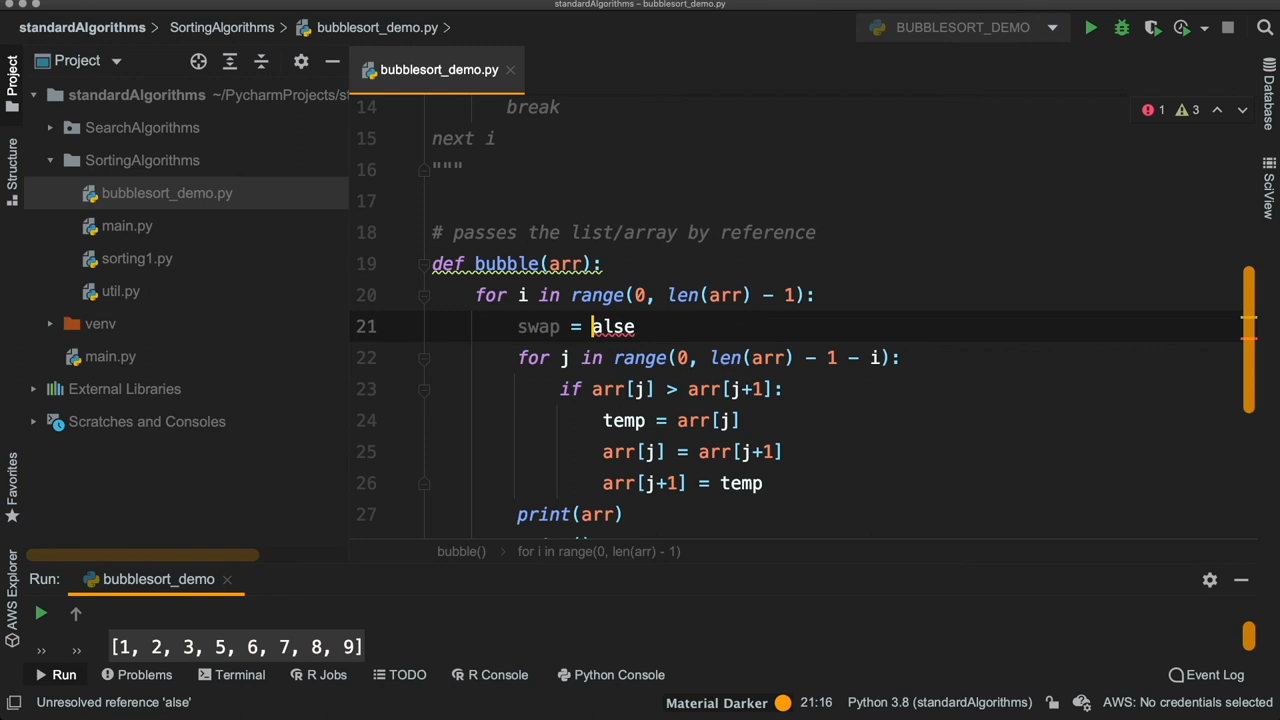 standardAlgorithms – bubblesort_demo.py
standardAlgorithms > SortingAlgorithms > bubblesort_demo.py >
BUBBLESORT_DEMO
Project
bubblesort_demo.py
Project
standardAlgorithms ~/PycharmProjects/st
SearchAlgorithms
SortingAlgorithms
bubblesort_demo.py
main.py
sorting1.py
util.py
venv
main.py
External Libraries
Scratches and Consoles
Structure
Favorites
AWS Explorer
Database
SciView
1 3
14 break
15 next i
16 """
17
18 # passes the list/array by reference
19 def bubble(arr):
20 for i in range(0, len(arr) - 1):
21 swap = alse
22 for j in range(0, len(arr) - 1 - i):
23 if arr[j] > arr[j+1]:
24 temp = arr[j]
25 arr[j] = arr[j+1]
26 arr[j+1] = temp
27 print(arr)
bubble() > for i in range(0, len(arr) - 1)
Run: bubblesort_demo
[1, 2, 3, 5, 6, 7, 8, 9]
Run Problems Terminal R Jobs TODO R Console Python Console Event Log
Unresolved reference 'alse' Material Darker 21:16 Python 3.8 (standardAlgorithms) AWS: No credentials selected